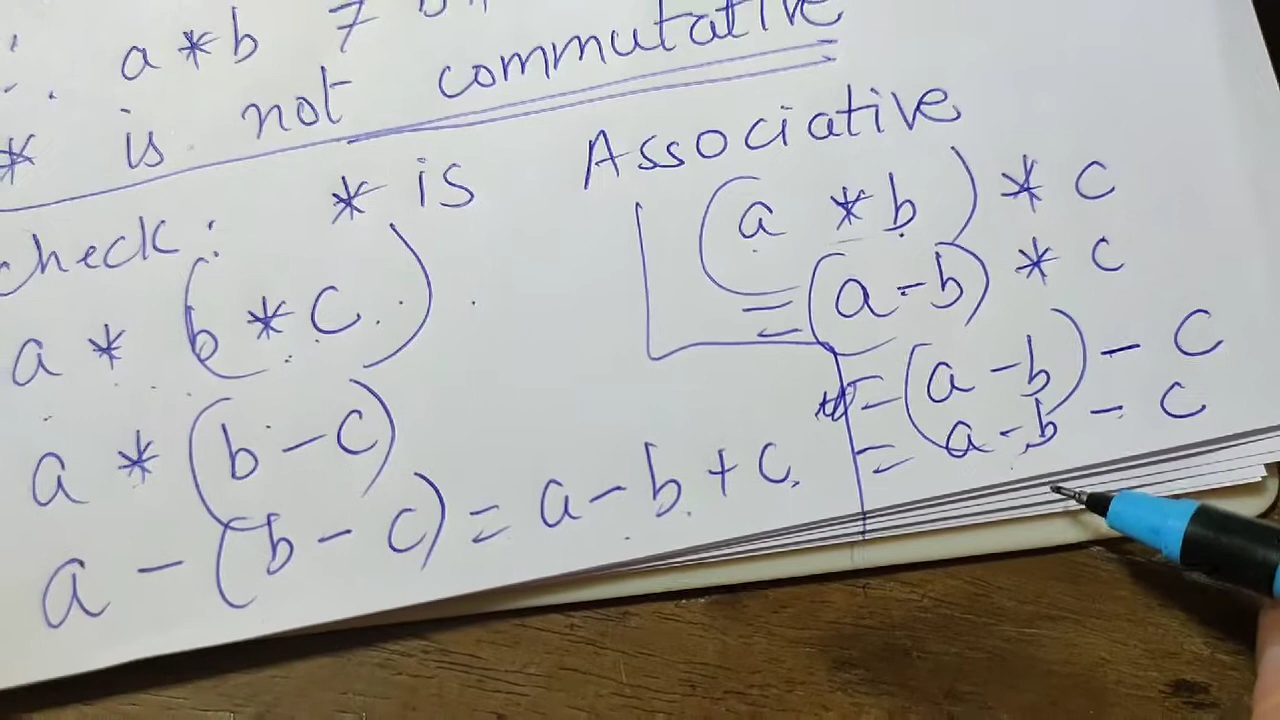 ∴ a * b ≠
* is not commutative
Check: * is Associative
a * (b * c)
a * (b - c)
a - (b - c) = a - b + c
(a * b) * c
= (a - b) * c
= (a - b) - c
= a - b - c